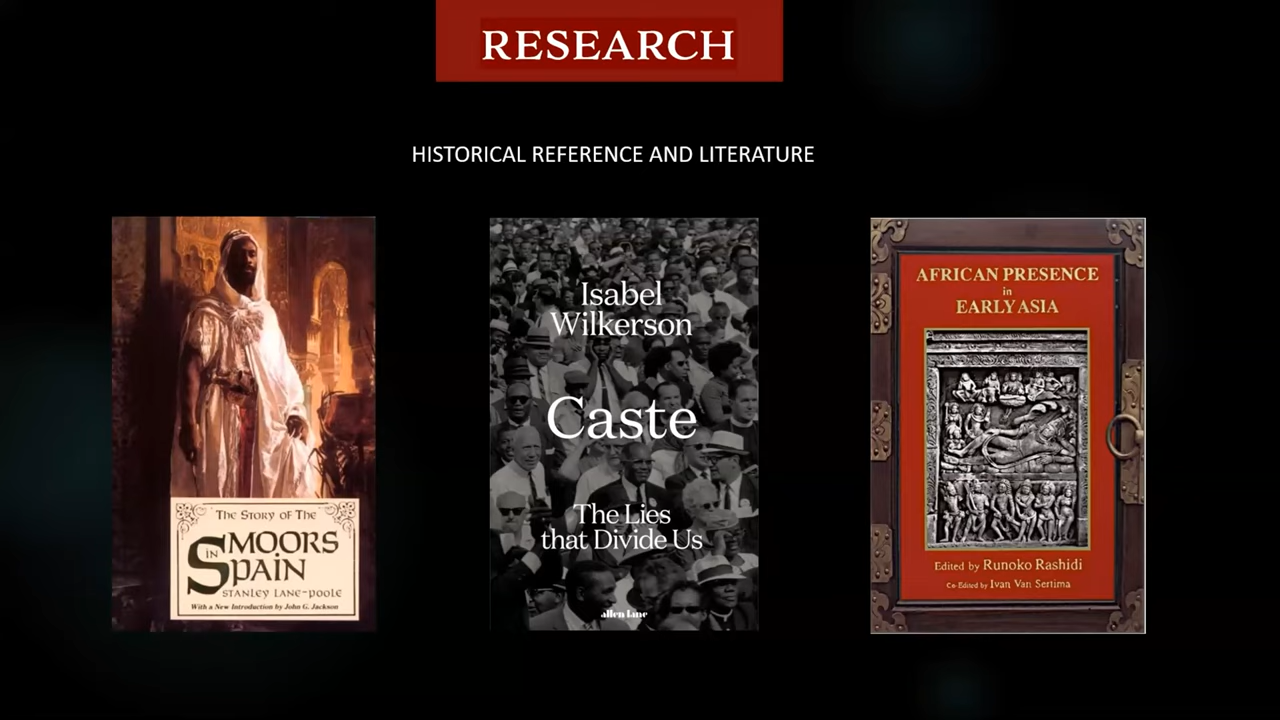 RESEARCH
HISTORICAL REFERENCE AND LITERATURE
The Story of The
MOORS
IN
SPAIN
STANLEY LANE-POOLE
With a New Introduction by John G. Jackson
Isabel
Wilkerson
Caste
The Lies
that Divide Us
allen lane
AFRICAN PRESENCE
in
EARLY ASIA
Edited by Runoko Rashidi
Co-Edited by Ivan Van Sertima